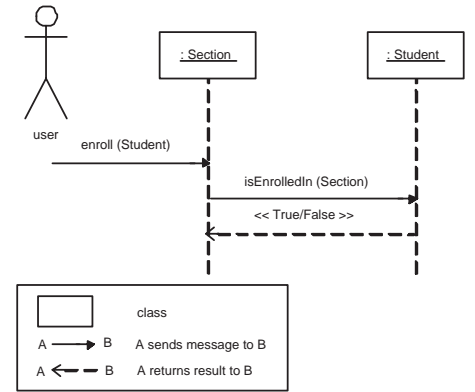 : Section
: Student
user
enroll (Student)
isEnrolledIn (Section)
<< True/False >>
class
A B A sends message to B
A B A returns result to B